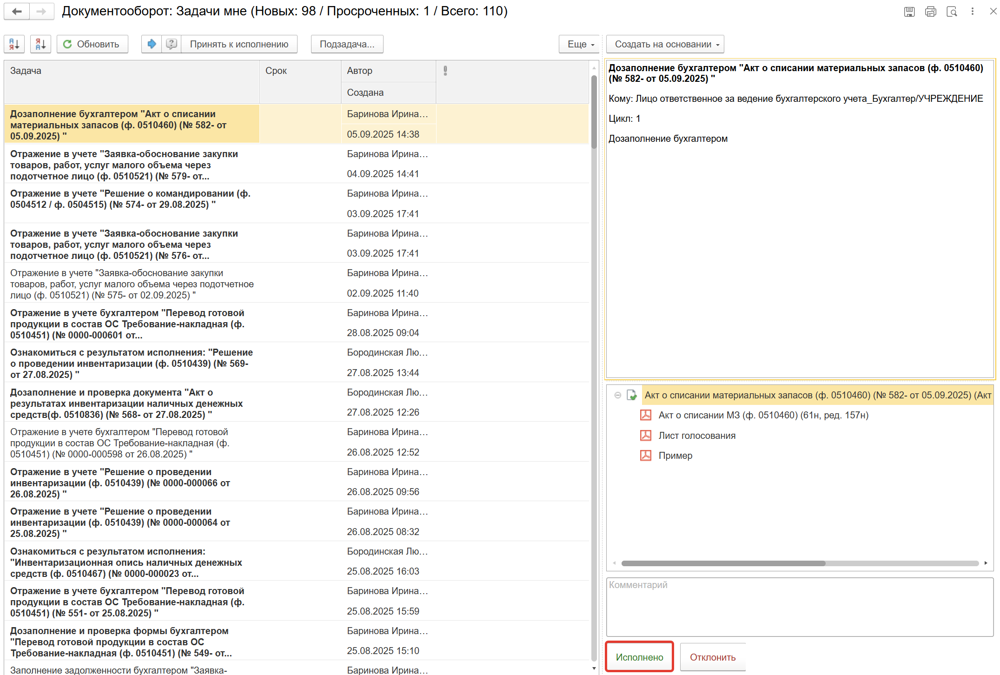 Документооборот: Задачи мне (Новых: 98 / Просроченных: 1 / Всего: 110)
Обновить
Принять к исполнению
Подзадача...
Еще
Создать на основании
Задача
Срок
Автор
Создана
Дозаполнение бухгалтером "Акт о списании
материальных запасов (ф. 0510460) (№ 582- от
05.09.2025) "
Баринова Ирина…
05.09.2025 14:38
Отражение в учете "Заявка-обоснование закупки
товаров, работ, услуг малого объема через
подотчетное лицо (ф. 0510521) (№ 579- от...
Баринова Ирина…
04.09.2025 14:41
Отражение в учете "Решение о командировании (ф.
0504512 / ф. 0504515) (№ 574- от 29.08.2025) "
Баринова Ирина…
03.09.2025 17:41
Отражение в учете "Заявка-обоснование закупки
товаров, работ, услуг малого объема через
подотчетное лицо (ф. 0510521) (№ 576- от...
Баринова Ирина…
03.09.2025 17:41
Отражение в учете "Заявка-обоснование закупки
товаров, работ, услуг малого объема через подотчетное
лицо (ф. 0510521) (№ 575- от 02.09.2025) "
Баринова Ирина…
02.09.2025 11:40
Отражение в учете бухгалтером "Перевод готовой
продукции в состав ОС Требование-накладная (ф.
0510451) (№ 0000-000601 от...
Баринова Ирина…
28.08.2025 09:04
Ознакомиться с результатом исполнения: "Решение
о проведении инвентаризации (ф. 0510439) (№ 569-
от 27.08.2025) "
Бородинская Лю…
27.08.2025 13:44
Дозаполнение и проверка документа "Акт о
результатах инвентаризации наличных денежных
средств(ф. 0510836) (№ 568- от 27.08.2025) "
Бородинская Лю…
27.08.2025 12:26
Отражение в учете бухгалтером "Перевод готовой
продукции в состав ОС Требование-накладная (ф.
0510451) (№ 0000-000598 от 26.08.2025) "
Баринова Ирина…
26.08.2025 12:52
Отражение в учете "Решение о проведении
инвентаризации (ф. 0510439) (№ 0000-000066 от
26.08.2025) "
Баринова Ирина…
26.08.2025 09:56
Отражение в учете "Решение о проведении
инвентаризации (ф. 0510439) (№ 0000-000064 от
25.08.2025) "
Баринова Ирина…
26.08.2025 08:32
Ознакомиться с результатом исполнения:
"Инвентаризационная опись наличных денежных
средств (ф. 0510467) (№ 0000-000023 от...
Бородинская Лю…
25.08.2025 16:03
Отражение в учете бухгалтером "Перевод готовой
продукции в состав ОС Требование-накладная (ф.
0510451) (№ 551- от 25.08.2025) "
Баринова Ирина…
25.08.2025 15:59
Дозаполнение и проверка формы бухгалтером
"Перевод готовой продукции в состав ОС
Требование-накладная (ф. 0510451) (№ 549- от...
Баринова Ирина…
25.08.2025 15:10
Заполнение задолженности бухгалтером "Заявка-
Баринова Ирина…
Дозаполнение бухгалтером "Акт о списании материальных запасов (ф. 0510460)
(№ 582- от 05.09.2025) "
Кому: Лицо ответственное за ведение бухгалтерского учета_Бухгалтер/УЧРЕЖДЕНИЕ
Цикл: 1
Дозаполнение бухгалтером
Акт о списании материальных запасов (ф. 0510460) (№ 582- от 05.09.2025) (Акт
Акт о списании МЗ (ф. 0510460) (61н, ред. 157н)
Лист голосования
Пример
Комментарий
Исполнено
Отклонить